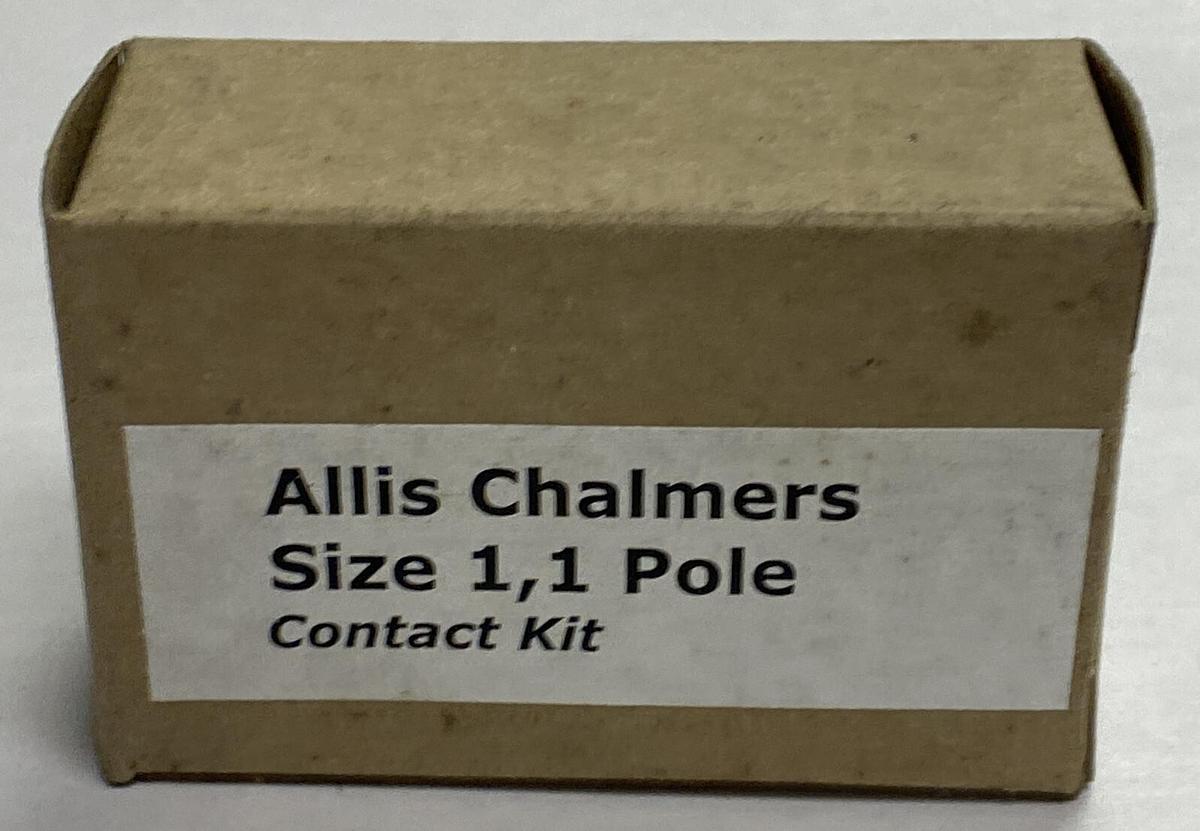 Allis Chalmers
Size 1,1 Pole
Contact Kit